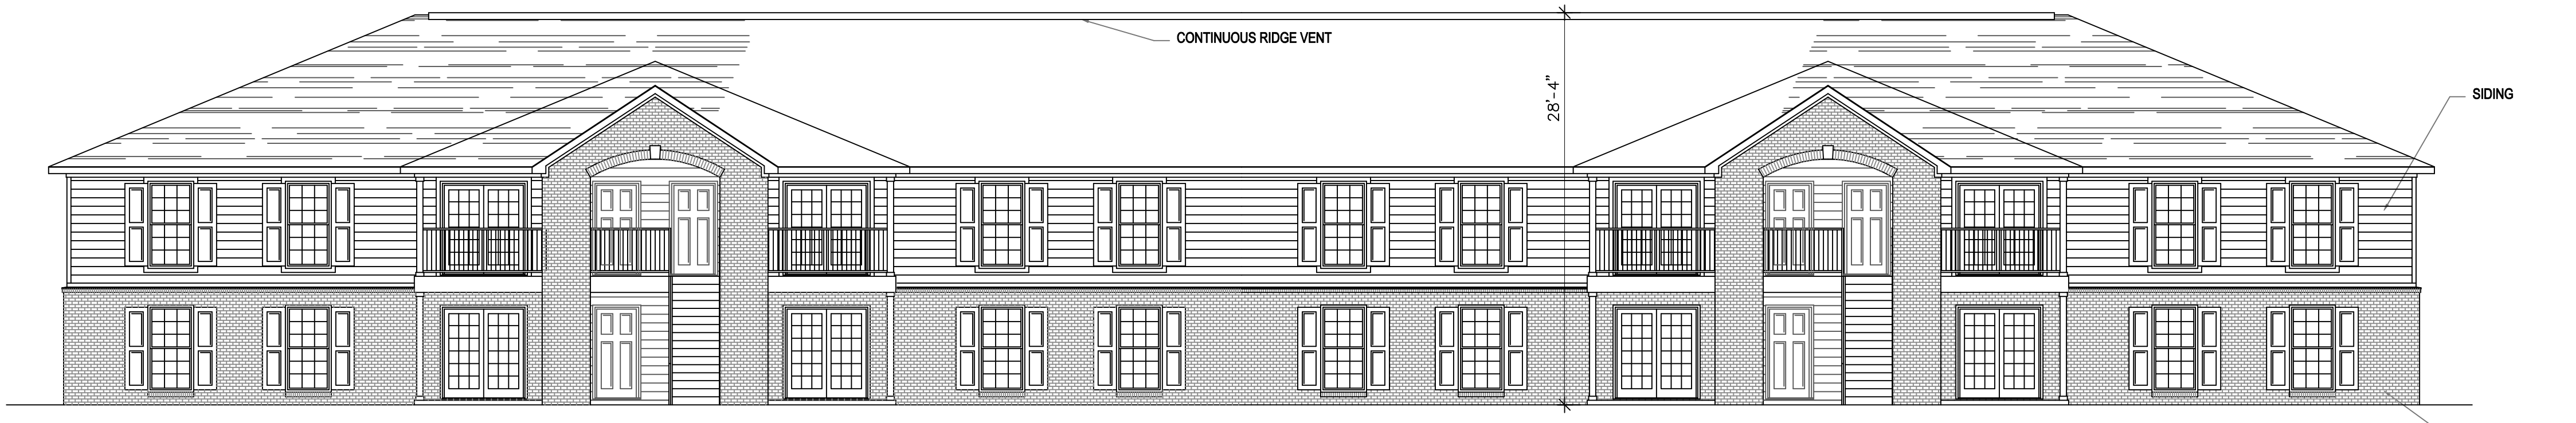 CONTINUOUS RIDGE VENT
28'-4"
SIDING